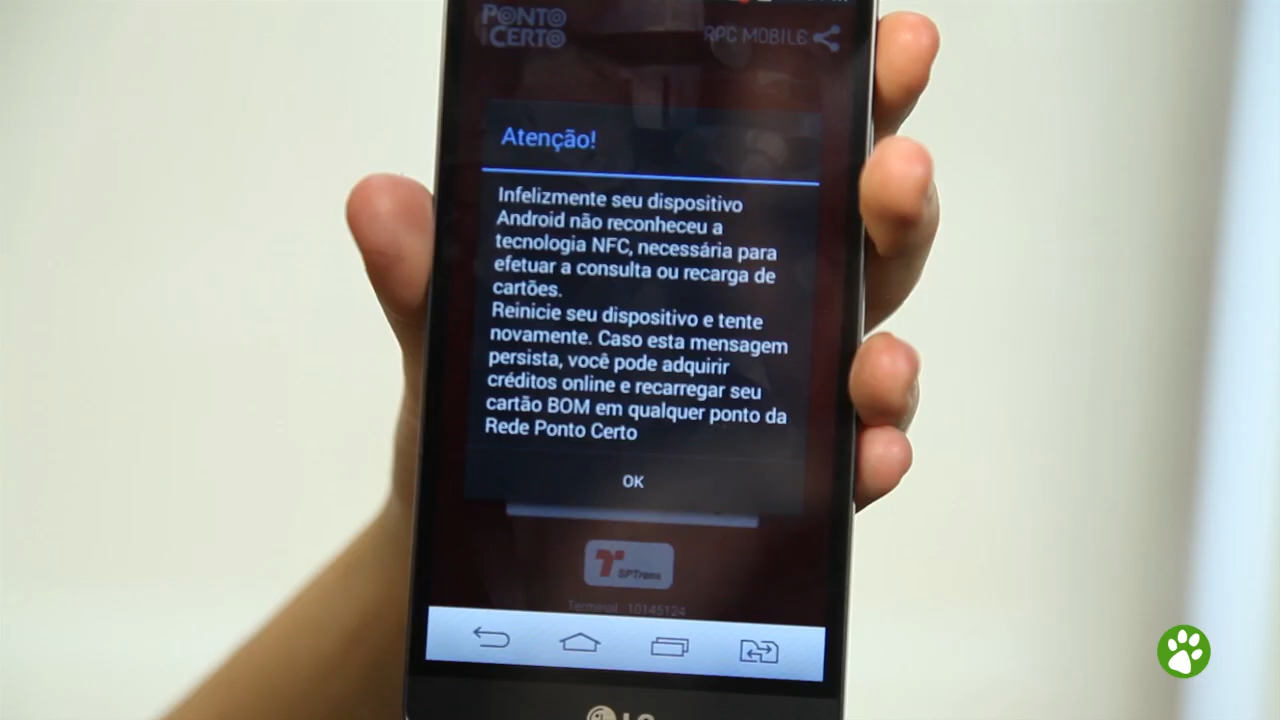 PONTO
CERTO
RPC MOBILE
Atenção!
Infelizmente seu dispositivo
Android não reconheceu a
tecnologia NFC, necessária para
efetuar a consulta ou recarga de
cartões.
Reinicie seu dispositivo e tente
novamente. Caso esta mensagem
persista, você pode adquirir
créditos online e recarregar seu
cartão BOM em qualquer ponto da
Rede Ponto Certo
OK
SPTrans
Terminal 10145124
LG